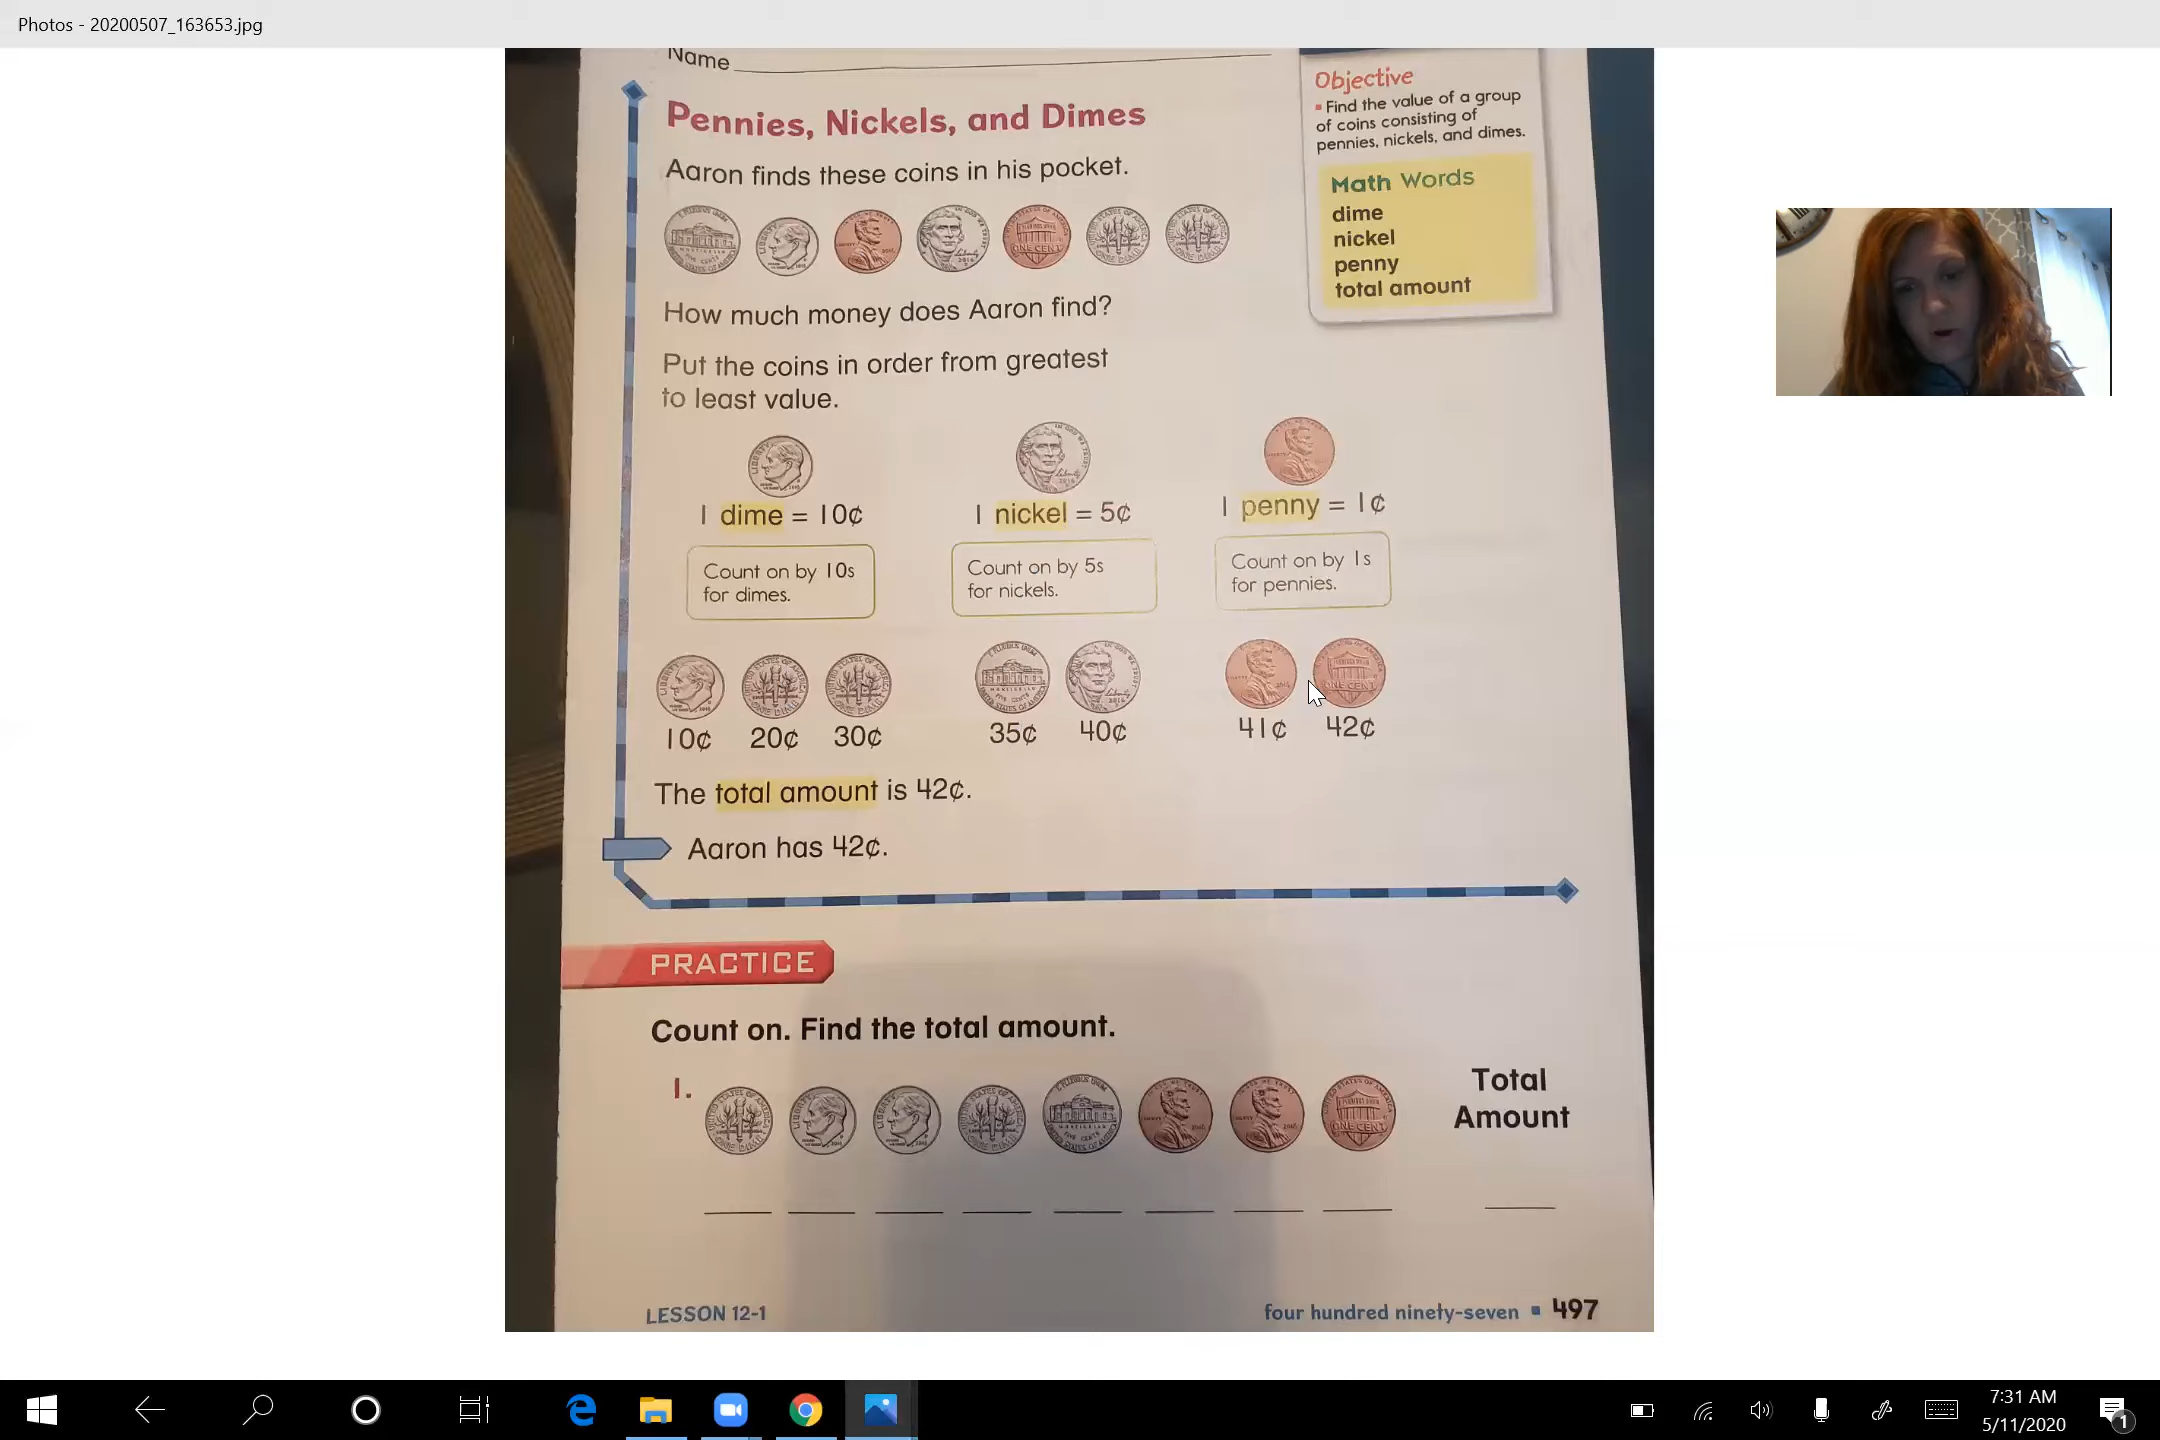 Photos - 20200507_163653.jpg
Name
Objective
Find the value of a group
of coins consisting of
pennies, nickels, and dimes.
Math Words
dime
nickel
penny
total amount
Pennies, Nickels, and Dimes
Aaron finds these coins in his pocket.
How much money does Aaron find?
Put the coins in order from greatest
to least value.
1 dime = 10¢
1 nickel = 5¢
1 penny = 1¢
Count on by 10s
for dimes.
Count on by 5s
for nickels.
Count on by 1s
for pennies.
10¢ 20¢ 30¢ 35¢ 40¢ 41¢ 42¢
The total amount is 42¢.
Aaron has 42¢.
PRACTICE
Count on. Find the total amount.
1.
Total
Amount
LESSON 12-1
four hundred ninety-seven ▪ 497
7:31 AM
5/11/2020
1